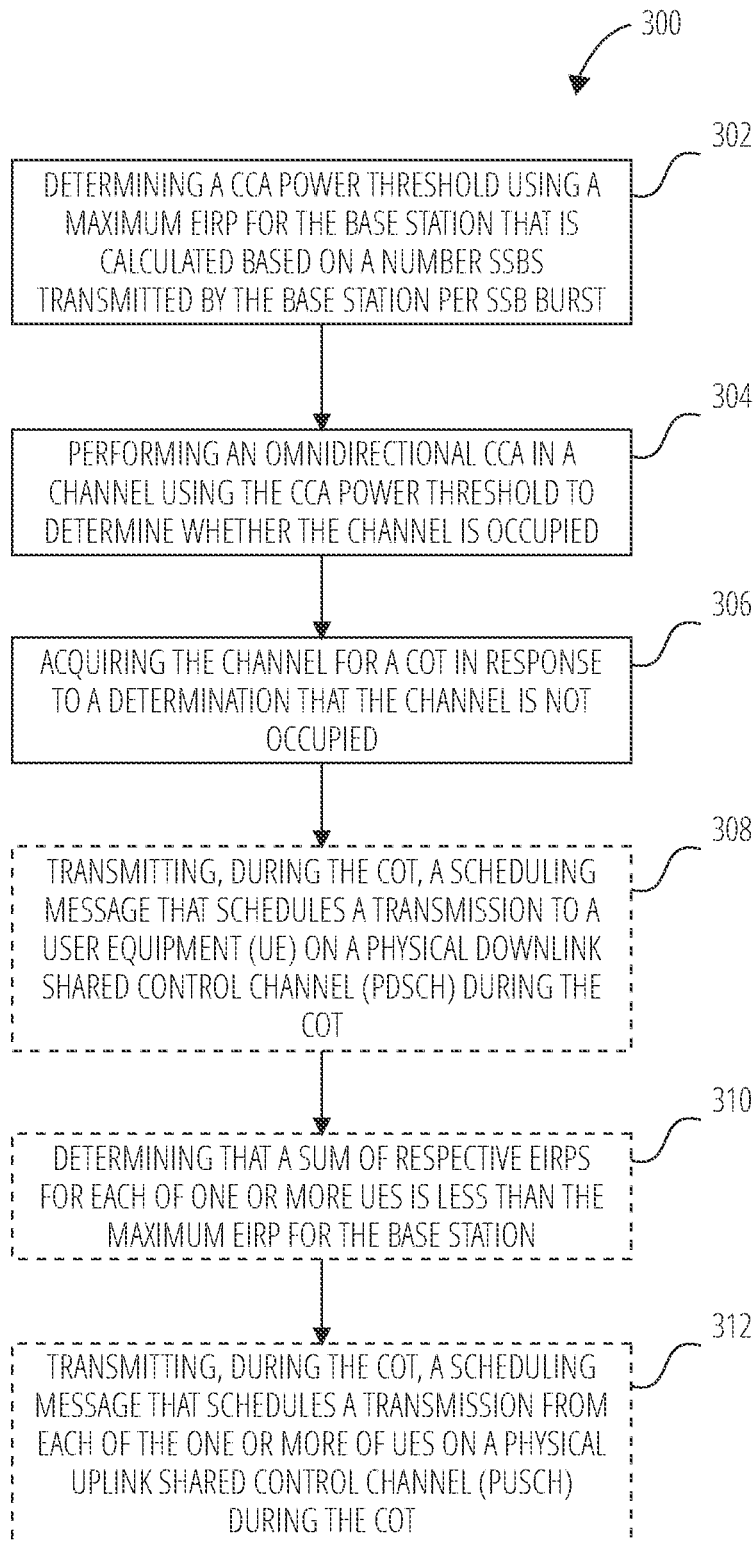 300
302
DETERMINING A CCA POWER THRESHOLD USING A
MAXIMUM EIRP FOR THE BASE STATION THAT IS
CALCULATED BASED ON A NUMBER SSBS
TRANSMITTED BY THE BASE STATION PER SSB BURST
304
PERFORMING AN OMNIDIRECTIONAL CCA IN A
CHANNEL USING THE CCA POWER THRESHOLD TO
DETERMINE WHETHER THE CHANNEL IS OCCUPIED
306
ACQUIRING THE CHANNEL FOR A COT IN RESPONSE
TO A DETERMINATION THAT THE CHANNEL IS NOT
OCCUPIED
308
TRANSMITTING, DURING THE COT, A SCHEDULING
MESSAGE THAT SCHEDULES A TRANSMISSION TO A
USER EQUIPMENT (UE) ON A PHYSICAL DOWNLINK
SHARED CONTROL CHANNEL (PDSCH) DURING THE
COT
310
DETERMINING THAT A SUM OF RESPECTIVE EIRPS
FOR EACH OF ONE OR MORE UES IS LESS THAN THE
MAXIMUM EIRP FOR THE BASE STATION
312
TRANSMITTING, DURING THE COT, A SCHEDULING
MESSAGE THAT SCHEDULES A TRANSMISSION FROM
EACH OF THE ONE OR MORE OF UES ON A PHYSICAL
UPLINK SHARED CONTROL CHANNEL (PUSCH)
DURING THE COT